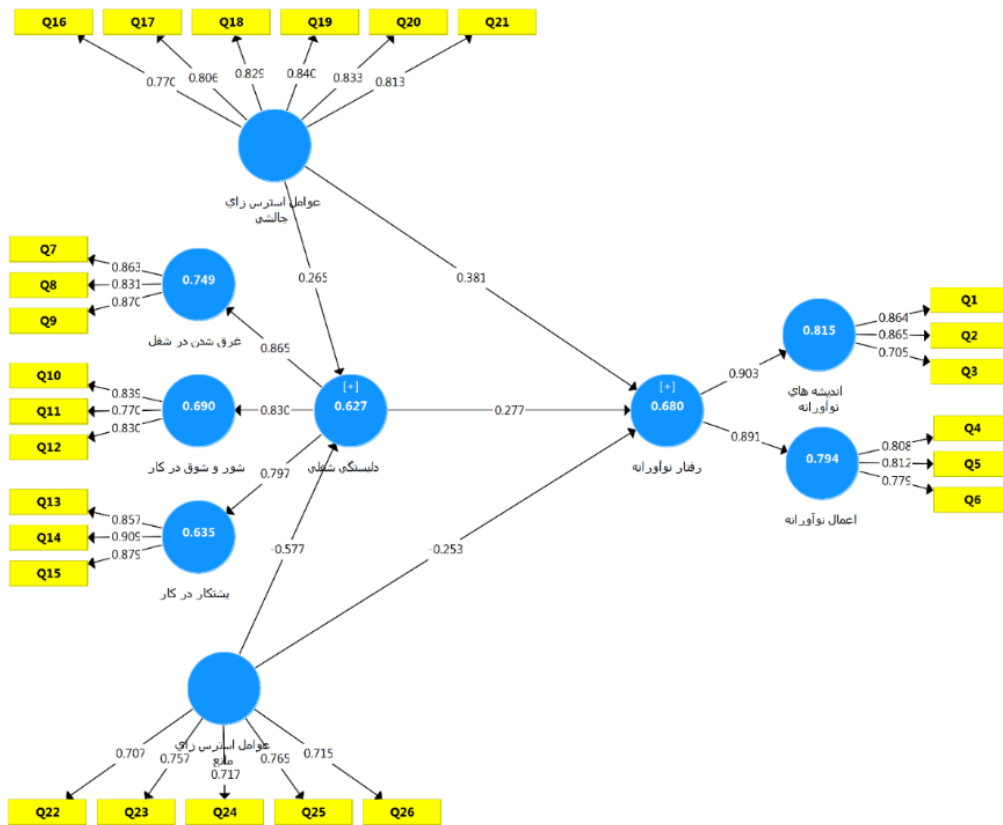 Q16 Q17 Q18 Q19 Q20 Q21
0.770 0.806 0.829 0.840 0.833 0.813
عوامل استرس زاي
چالشی
Q7
Q8
Q9
0.863
0.831
0.870
0.749
غرق شدن در شغل
0.265
0.381
0.865
Q10
Q11
Q12
0.839
0.770
0.830
0.690
شور و شوق در کار
0.830
[+]
0.627
دلبستگی شغلی
0.277
[+]
0.680
رفتار نوآورانه
0.903
0.815
اندیشه هاي
نوآورانه
0.864
0.865
0.705
Q1
Q2
Q3
0.891
0.794
اعمال نوآورانه
0.808
0.812
0.779
Q4
Q5
Q6
0.797
Q13
Q14
Q15
0.857
0.909
0.879
0.635
پشتکار در کار
-0.577
-0.253
عوامل استرس زاي
مانع
0.707 0.757 0.717 0.765 0.715
Q22 Q23 Q24 Q25 Q26